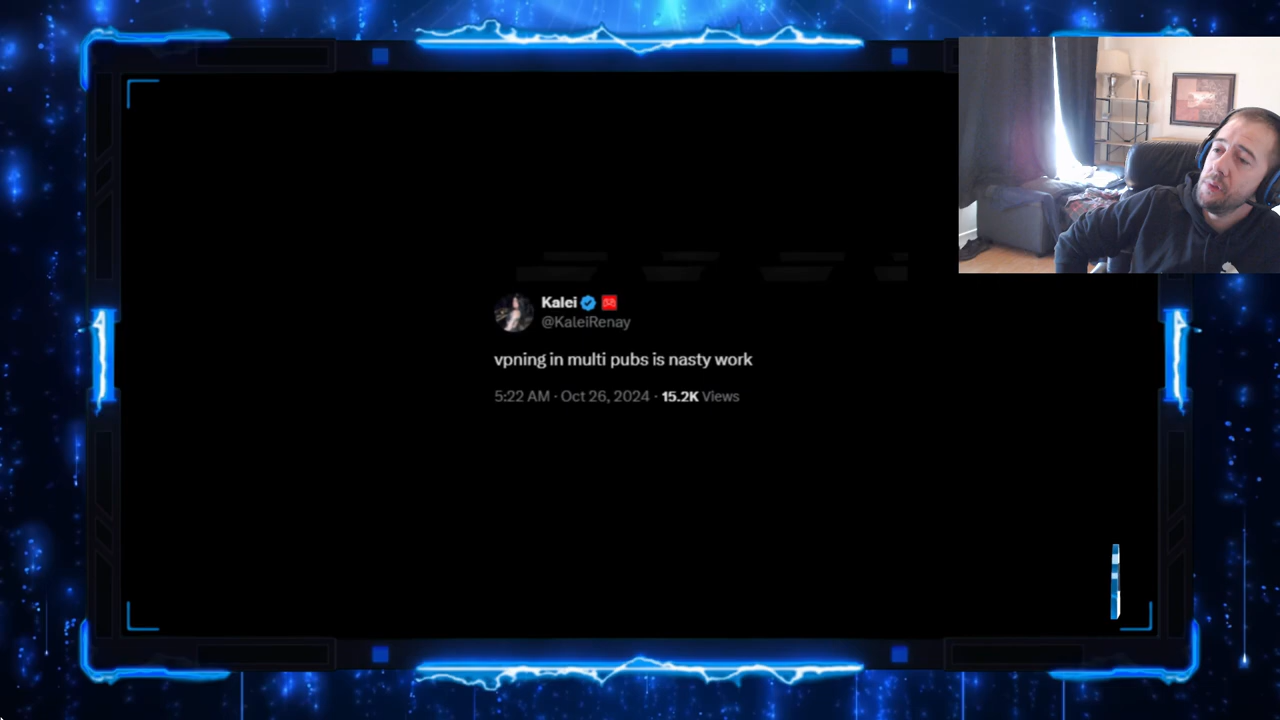 Kalei
@KaleiRenay
vpning in multi pubs is nasty work
5:22 AM · Oct 26, 2024 · 15.2K Views